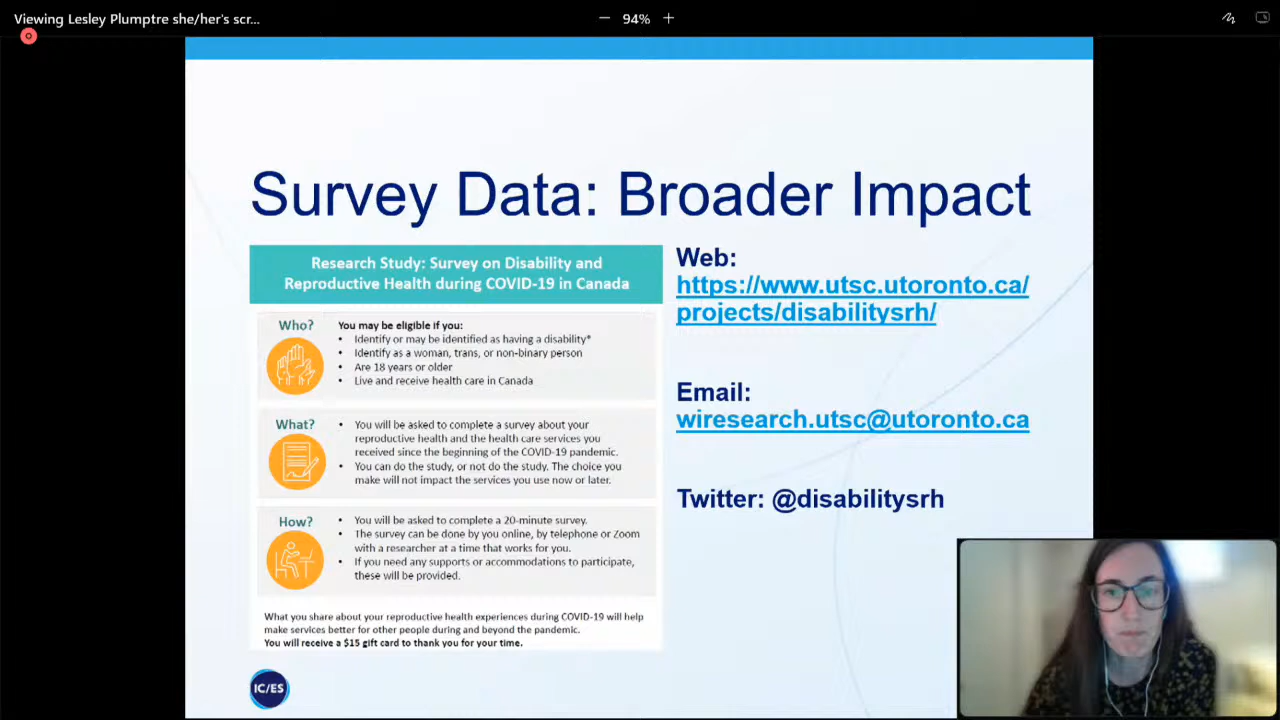 Viewing Lesley Plumptre she/her's scr...
94%
Survey Data: Broader Impact
Research Study: Survey on Disability and
Reproductive Health during COVID-19 in Canada
Who?
You may be eligible if you:
• Identify or may be identified as having a disability*
• Identify as a woman, trans, or non-binary person
• Are 18 years or older
• Live and receive health care in Canada
What?
• You will be asked to complete a survey about your
reproductive health and the health care services you
received since the beginning of the COVID-19 pandemic.
• You can do the study, or not do the study. The choice you
make will not impact the services you use now or later.
How?
• You will be asked to complete a 20-minute survey.
• The survey can be done by you online, by telephone or Zoom
with a researcher at a time that works for you.
• If you need any supports or accommodations to participate,
these will be provided.
What you share about your reproductive health experiences during COVID-19 will help
make services better for other people during and beyond the pandemic.
You will receive a $15 gift card to thank you for your time.
Web:
https://www.utsc.utoronto.ca/
projects/disabilitysrh/
Email:
wiresearch.utsc@utoronto.ca
Twitter: @disabilitysrh
IC/ES